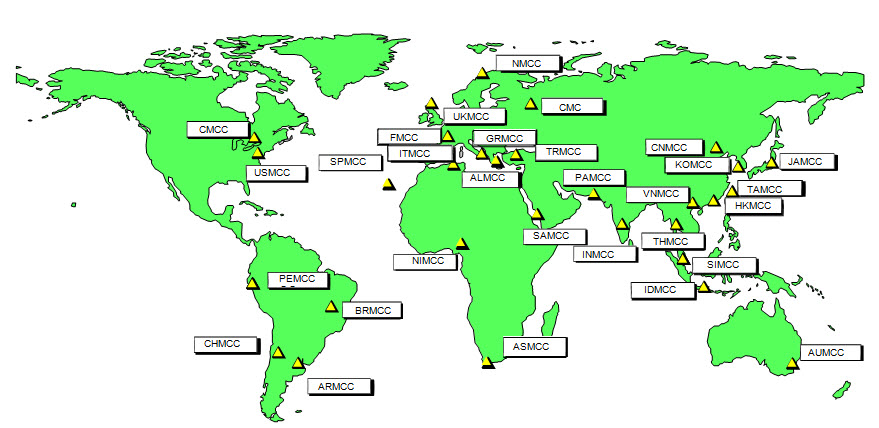 NMCC
CMC
UKMCC
CMCC
FMCC
GRMCC
ITMCC
TRMCC
CNMCC
KOMCC
JAMCC
SPMCC
USMCC
ALMCC
PAMCC
VNMCC
TAMCC
HKMCC
SAMCC
THMCC
INMCC
NIMCC
SIMCC
PEMCC
IDMCC
BRMCC
CHMCC
ASMCC
AUMCC
ARMCC